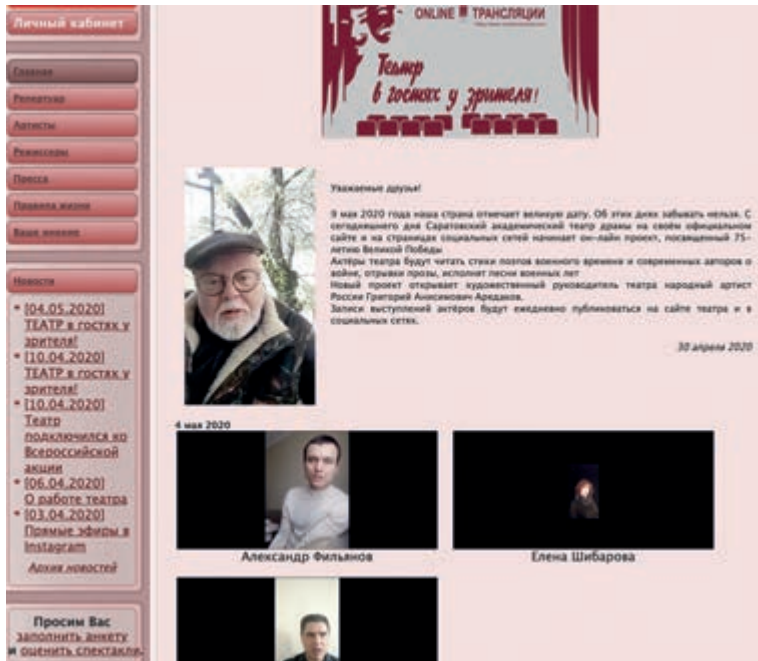 Личный кабинет
Главная
Репертуар
Артисты
Режиссеры
Пресса
Правила жизни
Ваше мнение
Новости
[04.05.2020]
ТЕАТР в гостях у
зрителя!
[10.04.2020]
ТЕАТР в гостях у
зрителя!
[10.04.2020]
Театр
подключился ко
Всероссийской
акции
[06.04.2020]
О работе театра
[03.04.2020]
Прямые эфиры в
Instagram
Архив новостей
Просим Вас
заполнить анкету
и оценить спектакли.
ONLINE ТРАНСЛЯЦИИ
Театр
в гостях у зрителя!
Уважаемые друзья!
9 мая 2020 года наша страна отмечает великую дату. Об этих днях забывать нельзя. С
сегодняшнего дня Саратовский академический театр драмы на своём официальном
сайте и на страницах социальных сетей начинает он-лайн проект, посвященный 75-
летию Великой Победы
Актёры театра будут читать стихи поэтов военного времени и современных авторов о
войне, отрывки прозы, исполнят песни военных лет
Новый проект открывает художественный руководитель театра народный артист
России Григорий Анисимович Аредаков.
Записи выступлений актёров будут ежедневно публиковаться на сайте театра и в
социальных сетях.
30 апреля 2020
4 мая 2020
Александр Фильянов
Елена Шибарова